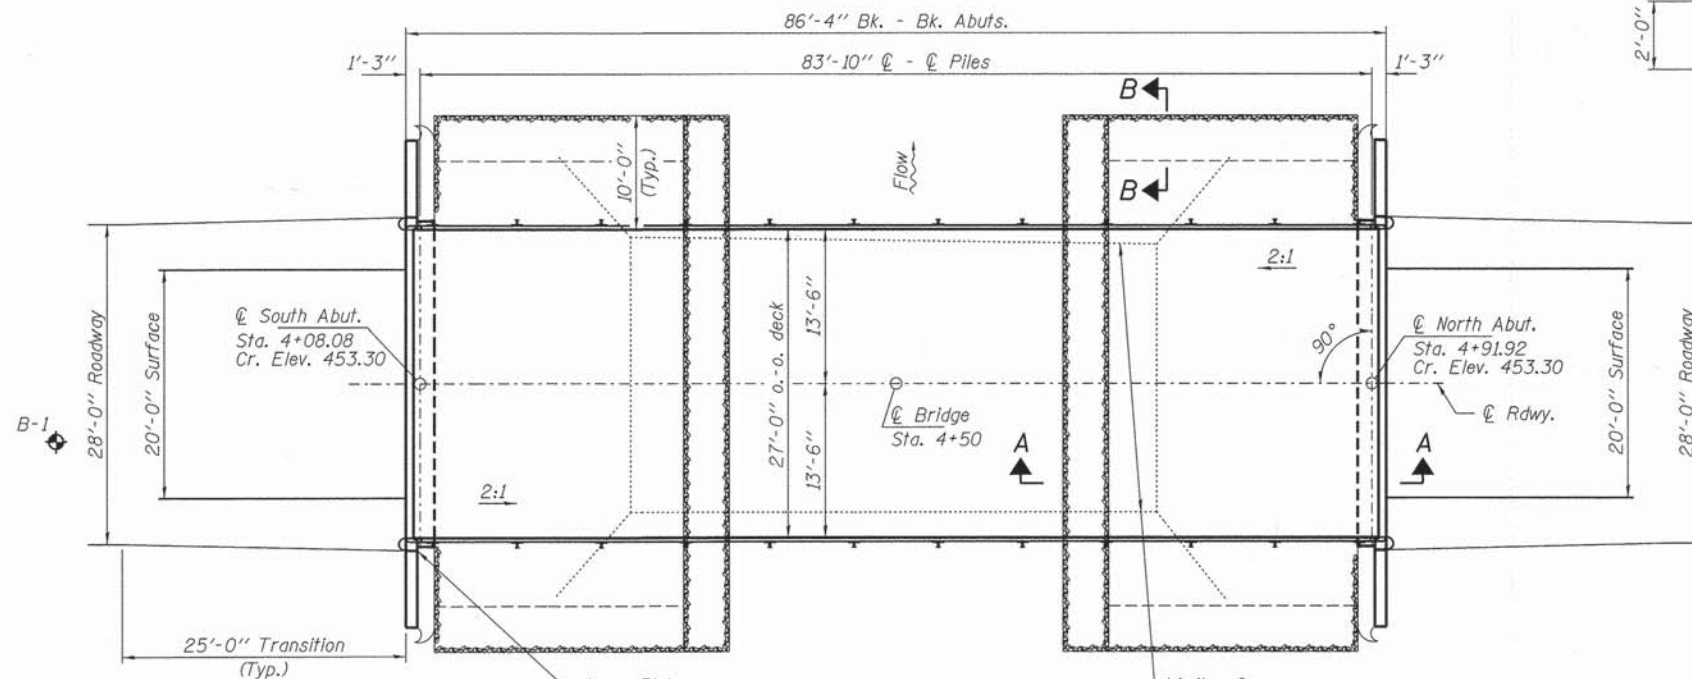 86'-4" Bk. - Bk. Abuts.
2'-0"
1'-3"
83'-10" ℄ - ℄ Piles
1'-3"
B
10'-0"
(Typ.)
Flow
B
28'-0" Roadway
20'-0" Surface
℄ South Abut.
Sta. 4+08.08
Cr. Elev. 453.30
27'-0" o.-o. deck
13'-6"
13'-6"
2:1
90°
℄ North Abut.
Sta. 4+91.92
Cr. Elev. 453.30
20'-0" Surface
28'-0" Roadway
B-1
℄ Bridge
Sta. 4+50
℄ Rdwy.
A
A
2:1
25'-0" Transition
(Typ.)